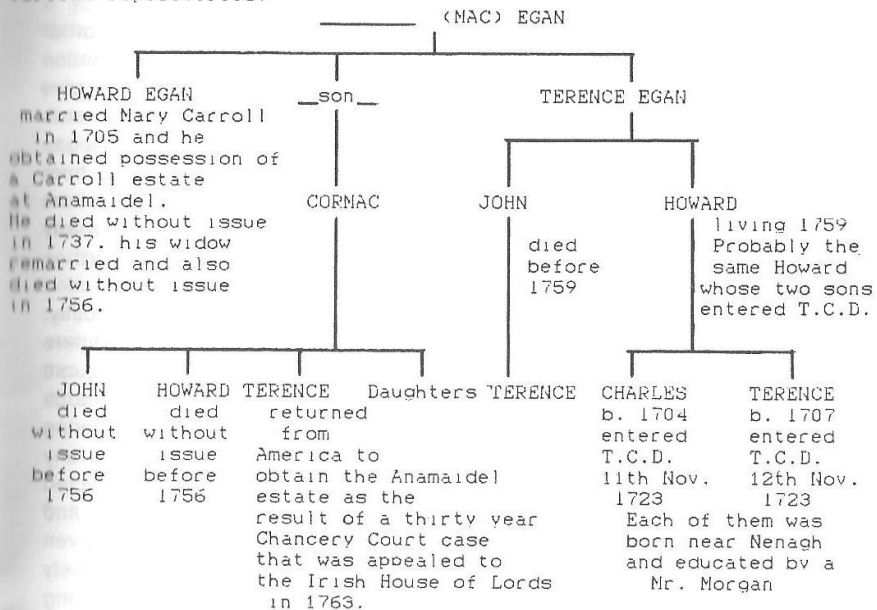 (MAC) EGAN
HOWARD EGAN
married Mary Carroll
in 1705 and he
obtained possession of
a Carroll estate
at Anamaidel.
He died without issue
in 1737. his widow
remarried and also
died without issue
in 1756.
son
TERENCE EGAN
CORMAC
JOHN
died
before
1759
HOWARD
living 1759
Probably the
same Howard
whose two sons
entered T.C.D.
JOHN
died
without
issue
before
1756
HOWARD
died
without
issue
before
1756
TERENCE
returned
from
America to
obtain the Anamaidel
estate as the
result of a thirty year
Chancery Court case
that was appealed to
the Irish House of Lords
in 1763.
Daughters
TERENCE
CHARLES
b. 1704
entered
T.C.D.
11th Nov.
1723
TERENCE
b. 1707
entered
T.C.D.
12th Nov.
1723
Each of them was
born near Nenagh
and educated by a
Mr. Morgan